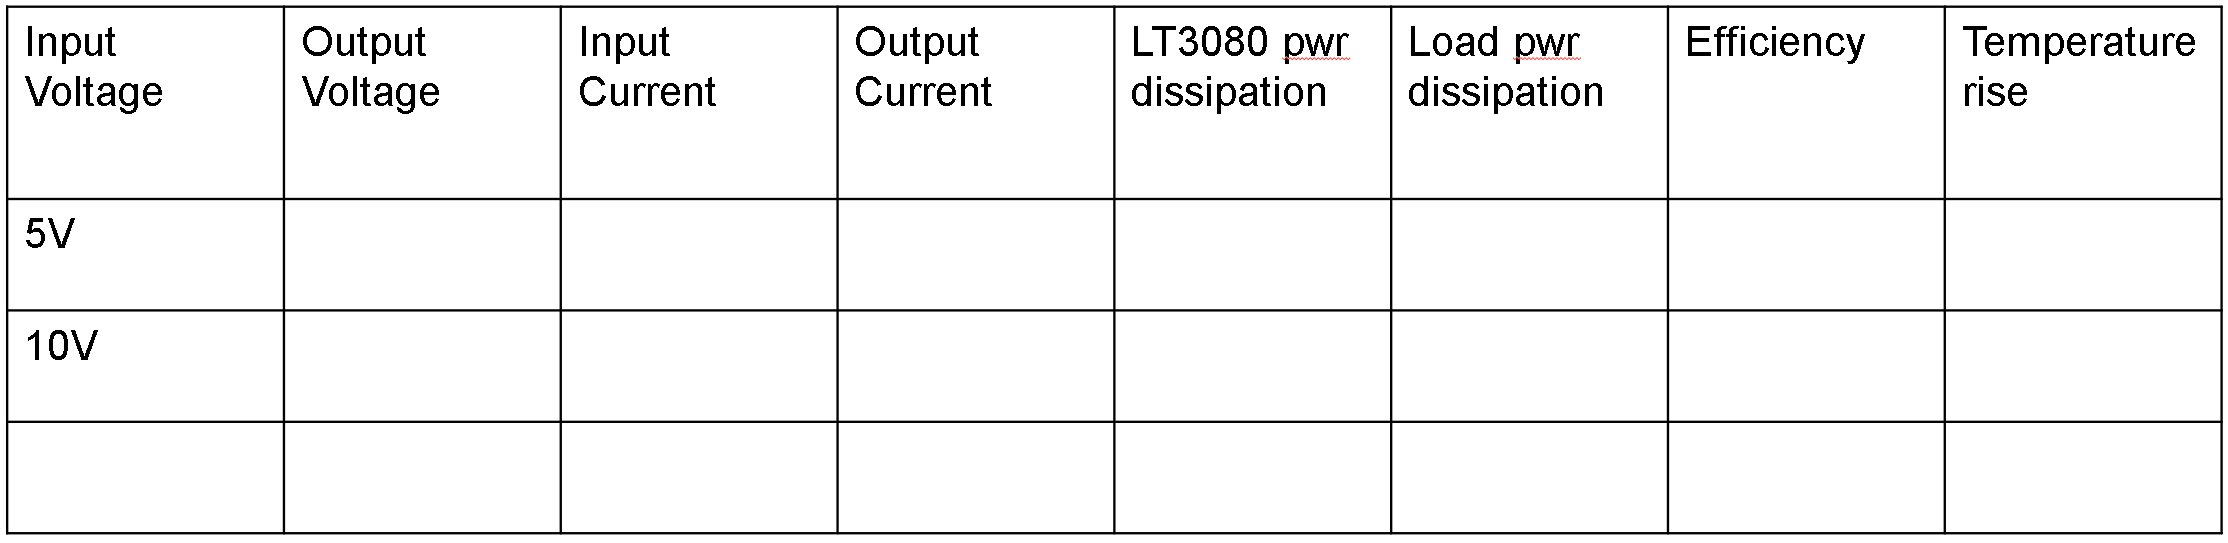 Input
Voltage
Output
Voltage
Input
Current
Output
Current
LT3080 pwr
dissipation
Load pwr
dissipation
Efficiency
Temperature
rise
5V
10V